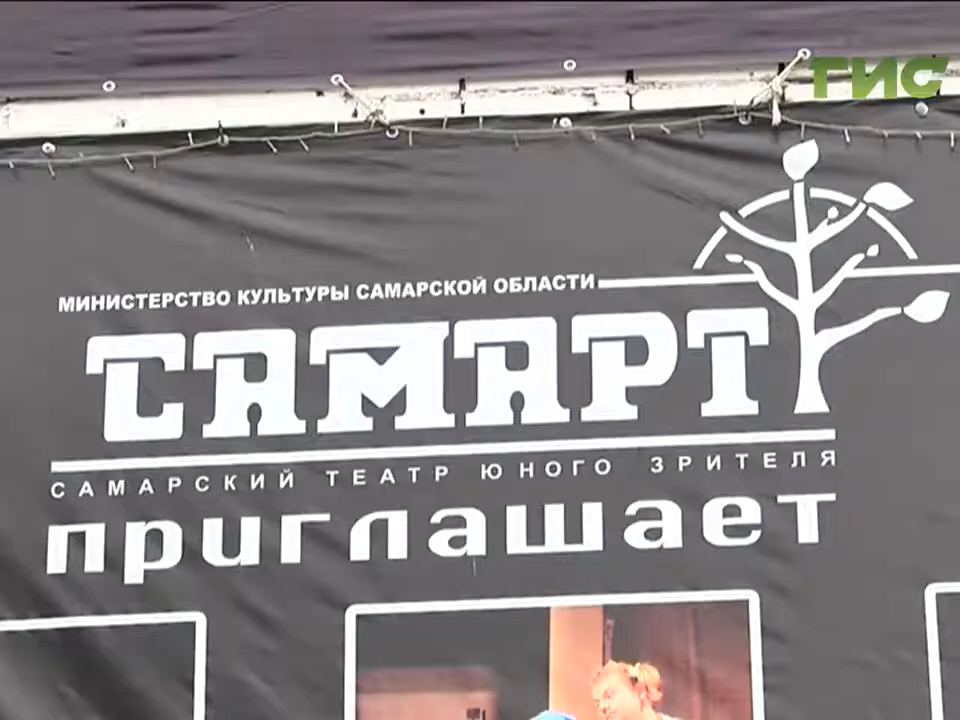 ГИС
МИНИСТЕРСТВО КУЛЬТУРЫ САМАРСКОЙ ОБЛАСТИ
САМАРТ
САМАРСКИЙ ТЕАТР ЮНОГО ЗРИТЕЛЯ
приглашает